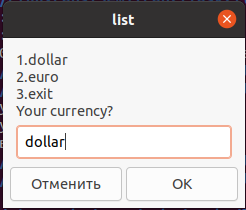 list
1.dollar
2.euro
3.exit
Your currency?
dollar
Отменить
OK